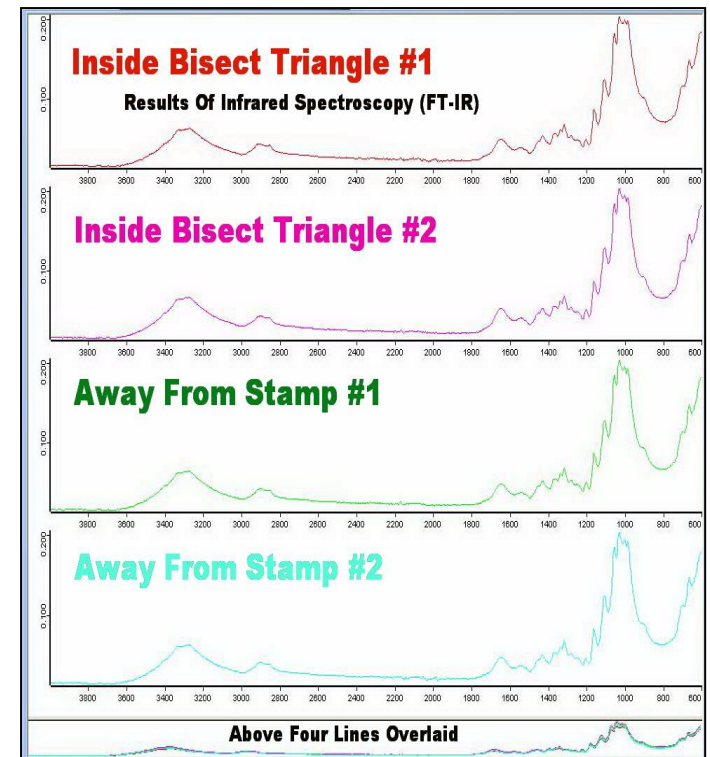 0.200
Inside Bisect Triangle #1
Results Of Infrared Spectroscopy (FT-IR)
0.100
3800 3600 3400 3200 3000 2800 2600 2400 2200 2000 1800 1600 1400 1200 1000 800 600
0.200
Inside Bisect Triangle #2
0.100
3800 3600 3400 3200 3000 2800 2600 2400 2200 2000 1800 1600 1400 1200 1000 800 600
0.200
Away From Stamp #1
0.100
3800 3600 3400 3200 3000 2800 2600 2400 2200 2000 1800 1600 1400 1200 1000 800 600
0.200
Away From Stamp #2
0.100
3800 3600 3400 3200 3000 2800 2600 2400 2200 2000 1800 1600 1400 1200 1000 800 600
Above Four Lines Overlaid